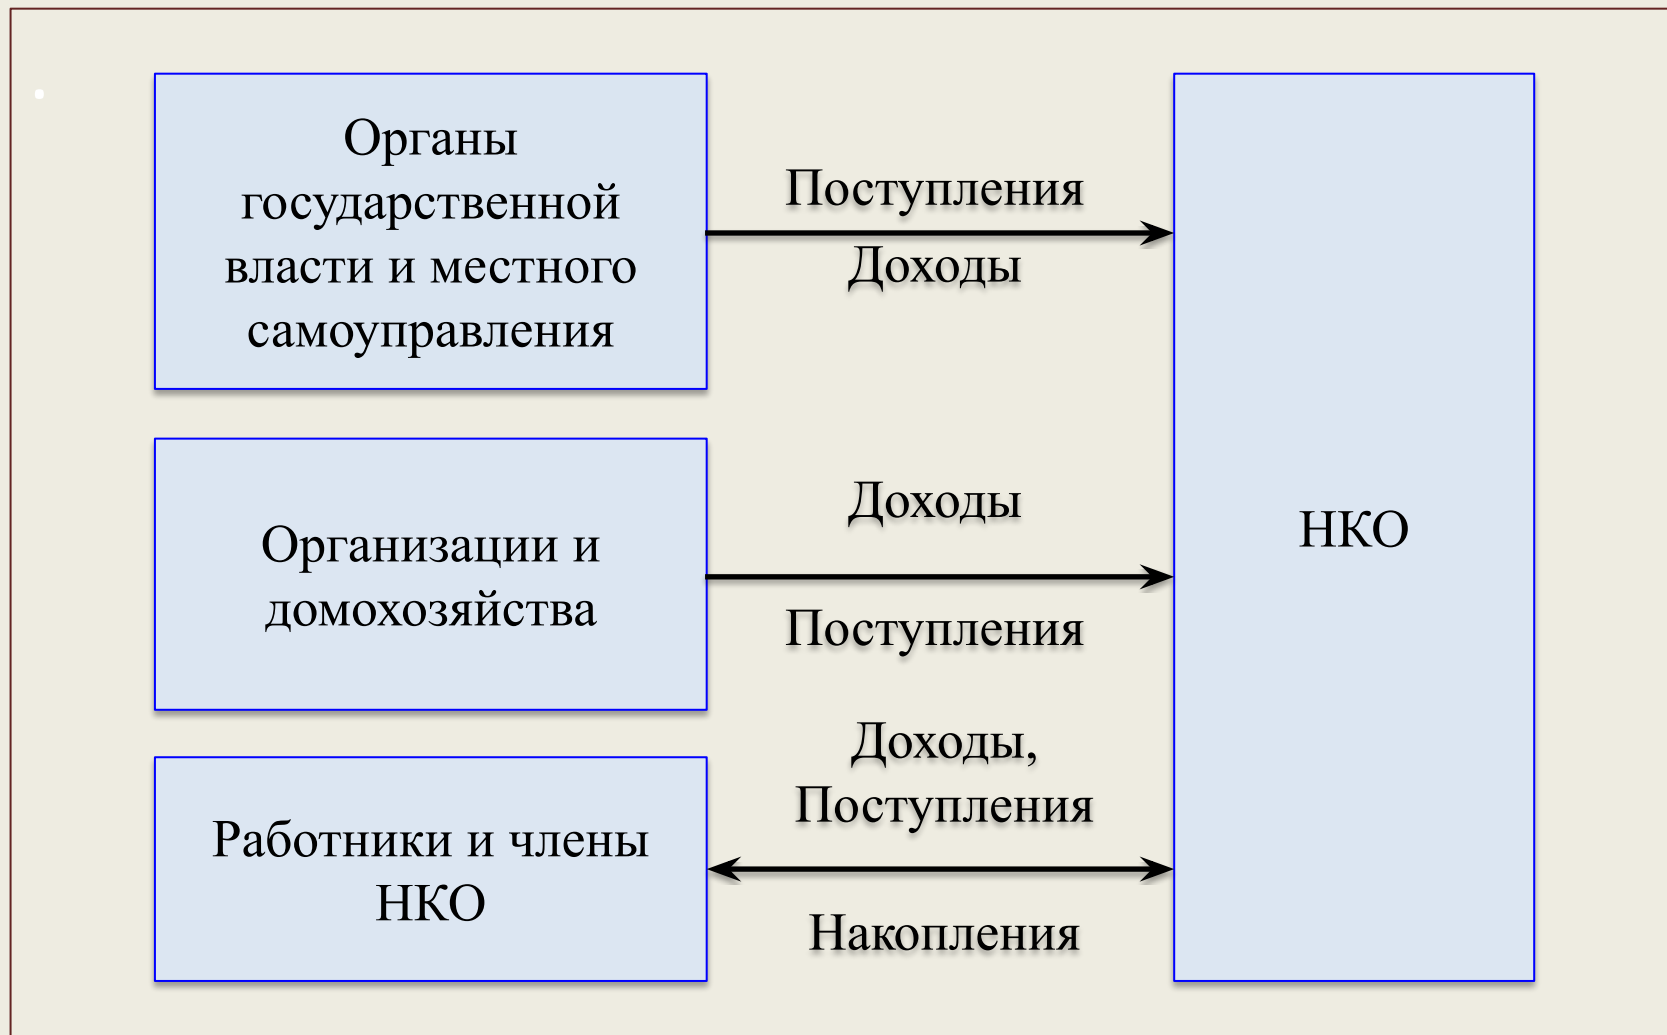 Органы
государственной
власти и местного
самоуправления
Поступления
Доходы
Организации и
домохозяйства
Доходы
Поступления
Работники и члены
НКО
Доходы,
Поступления
Накопления
НКО